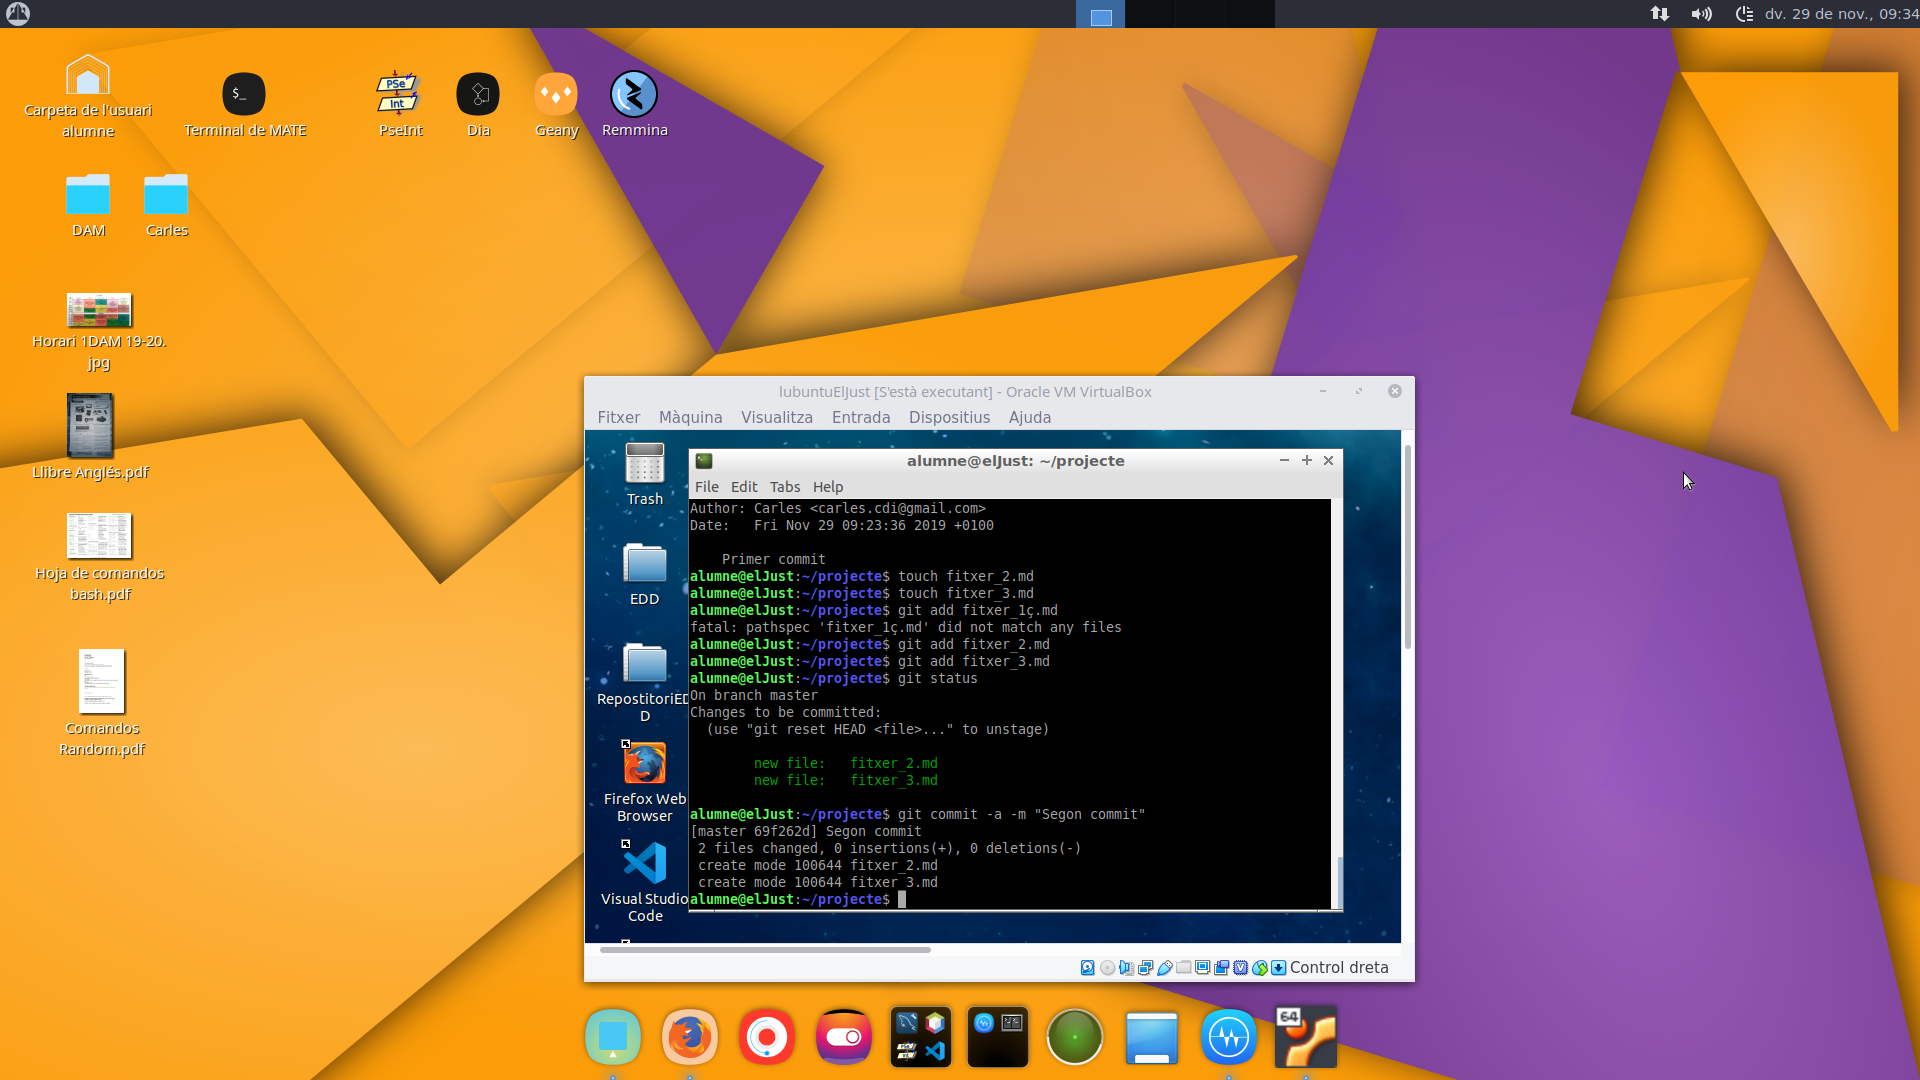 dv. 29 de nov., 09:34
Carpeta de l'usuari
alumne
$_
Terminal de MATE
PSe
Int
PseInt
Dia
Geany
Remmina
DAM
Carles
Horari 1DAM 19-20.
jpg
Llibre Anglés.pdf
Hoja de comandos
bash.pdf
Comandos
Random.pdf
lubuntuElJust [S'està executant] - Oracle VM VirtualBox
Fitxer Màquina Visualitza Entrada Dispositius Ajuda
Trash
EDD
RepostitoriED
D
Firefox Web
Browser
Visual Studio
Code
alumne@elJust: ~/projecte
File Edit Tabs Help
Author: Carles <carles.cdi@gmail.com>
Date:   Fri Nov 29 09:23:36 2019 +0100
    Primer commit
alumne@elJust:~/projecte$ touch fitxer_2.md
alumne@elJust:~/projecte$ touch fitxer_3.md
alumne@elJust:~/projecte$ git add fitxer_1ç.md
fatal: pathspec 'fitxer_1ç.md' did not match any files
alumne@elJust:~/projecte$ git add fitxer_2.md
alumne@elJust:~/projecte$ git add fitxer_3.md
alumne@elJust:~/projecte$ git status
On branch master
Changes to be committed:
  (use "git reset HEAD <file>..." to unstage)
        new file:   fitxer_2.md
        new file:   fitxer_3.md
alumne@elJust:~/projecte$ git commit -a -m "Segon commit"
[master 69f262d] Segon commit
 2 files changed, 0 insertions(+), 0 deletions(-)
 create mode 100644 fitxer_2.md
 create mode 100644 fitxer_3.md
alumne@elJust:~/projecte$
Control dreta
64